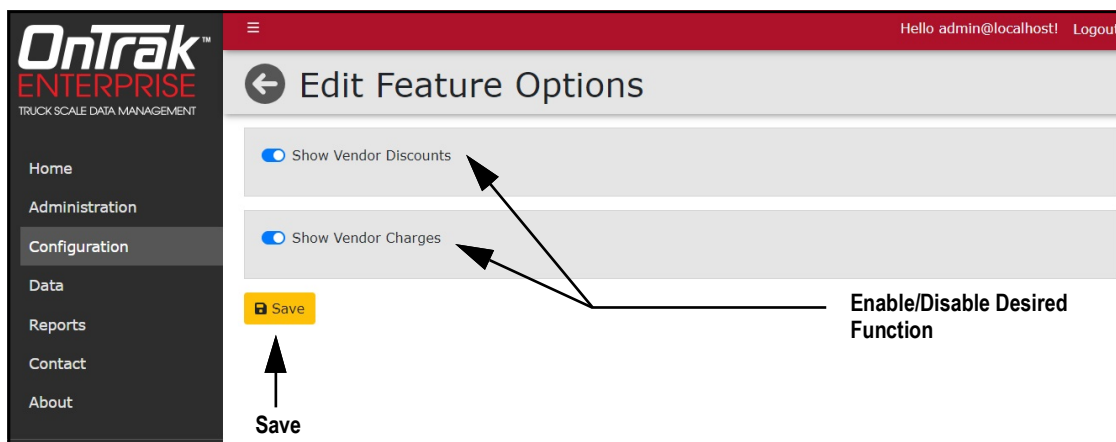 OnTrak™
ENTERPRISE
TRUCK SCALE DATA MANAGEMENT
Home
Administration
Configuration
Data
Reports
Contact
About
Hello admin@localhost! Logout
Edit Feature Options
Show Vendor Discounts
Show Vendor Charges
Save
Enable/Disable Desired
Function
Save